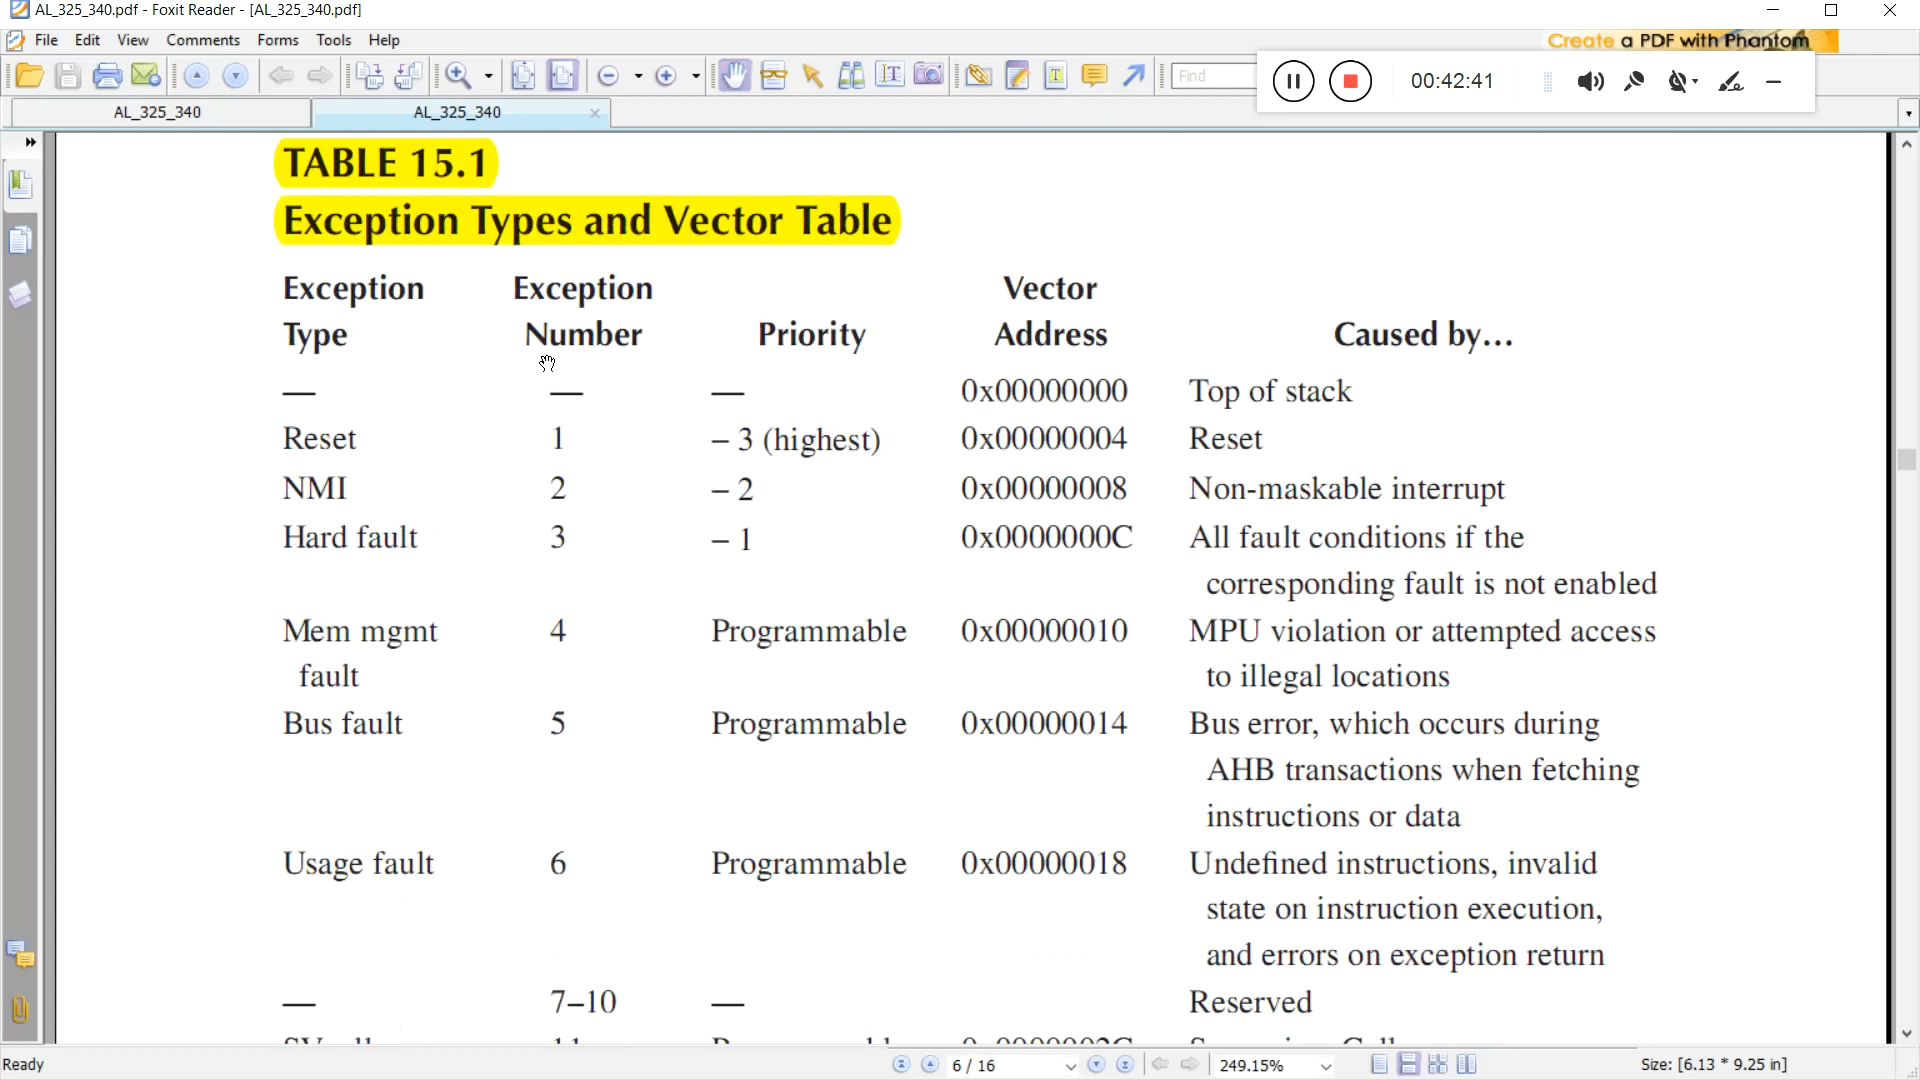 AL_325_340.pdf - Foxit Reader - [AL_325_340.pdf]
File Edit View Comments Forms Tools Help
Create a PDF with Phantom
Find
00:42:41
AL_325_340 AL_325_340
TABLE 15.1
Exception Types and Vector Table
Exception Exception Vector
Type Number Priority Address Caused by...
— — — 0x00000000 Top of stack
Reset 1 – 3 (highest) 0x00000004 Reset
NMI 2 – 2 0x00000008 Non-maskable interrupt
Hard fault 3 – 1 0x0000000C All fault conditions if the
corresponding fault is not enabled
Mem mgmt 4 Programmable 0x00000010 MPU violation or attempted access
fault to illegal locations
Bus fault 5 Programmable 0x00000014 Bus error, which occurs during
AHB transactions when fetching
instructions or data
Usage fault 6 Programmable 0x00000018 Undefined instructions, invalid
state on instruction execution,
and errors on exception return
— 7–10 — Reserved
Ready 6 / 16 249.15% Size: [6.13 * 9.25 in]